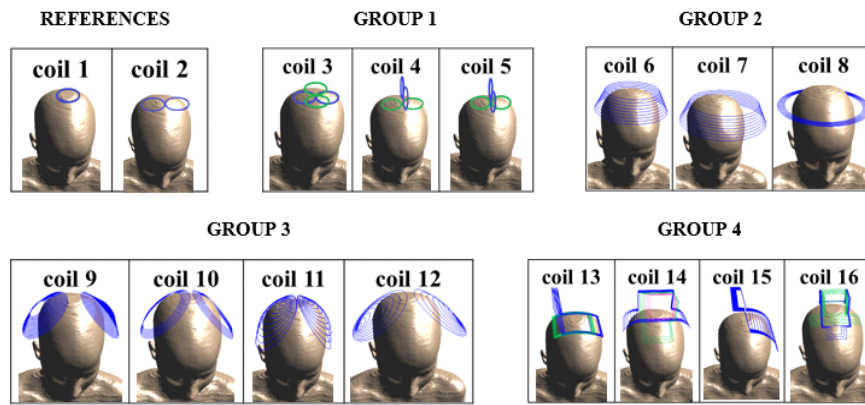 REFERENCES
GROUP 1
GROUP 2
coil 1
coil 2
coil 3
coil 4
coil 5
coil 6
coil 7
coil 8
GROUP 3
GROUP 4
coil 9
coil 10
coil 11
coil 12
coil 13
coil 14
coil 15
coil 16